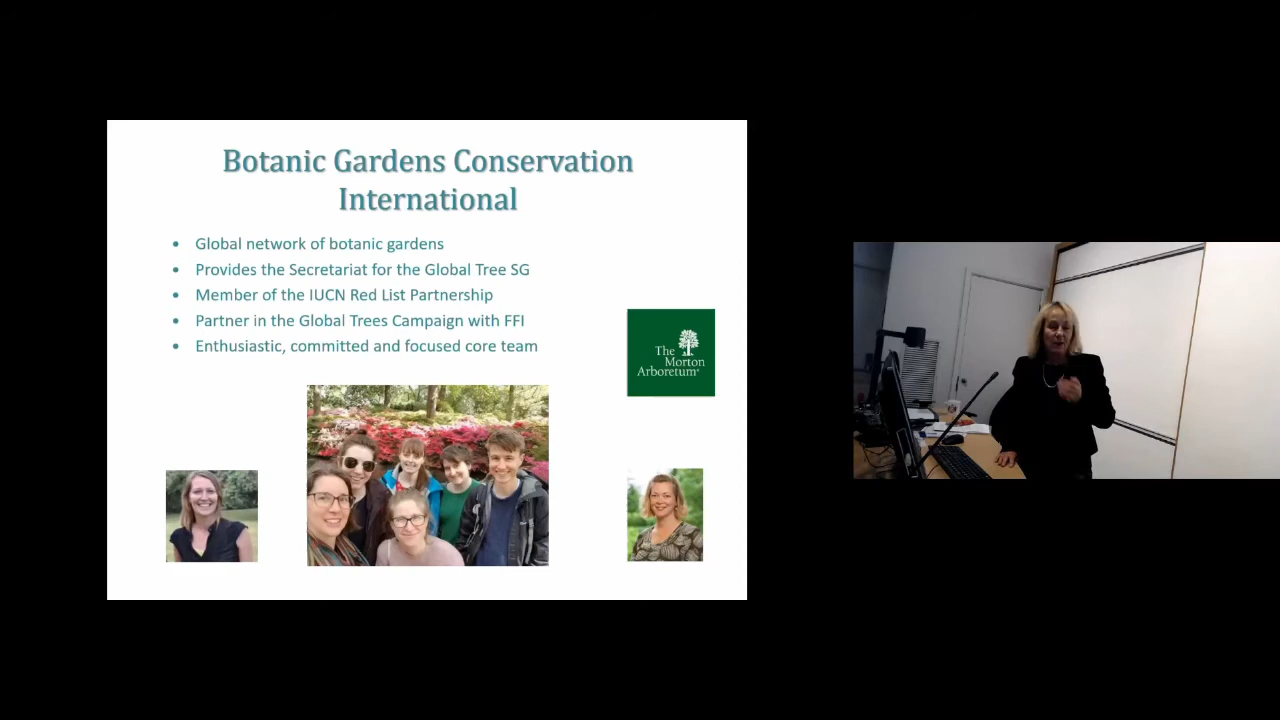 Botanic Gardens Conservation
International
• Global network of botanic gardens
• Provides the Secretariat for the Global Tree SG
• Member of the IUCN Red List Partnership
• Partner in the Global Trees Campaign with FFI
• Enthusiastic, committed and focused core team
The
Morton
Arboretum®